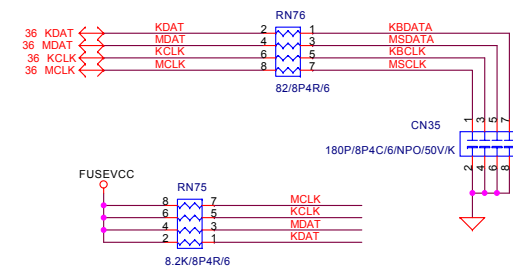 RN76
36 KDAT KDAT 2 1 KBDATA
36 MDAT MDAT 4 3 MSDATA
36 KCLK KCLK 6 5 KBCLK
36 MCLK MCLK 8 7 MSCLK
82/8P4R/6
1 3 5 7
CN35
180P/8P4C/6/NPO/50V/K
2 4 6 8
FUSEVCC
RN75
8 7 MCLK
6 5 KCLK
4 3 MDAT
2 1 KDAT
8.2K/8P4R/6